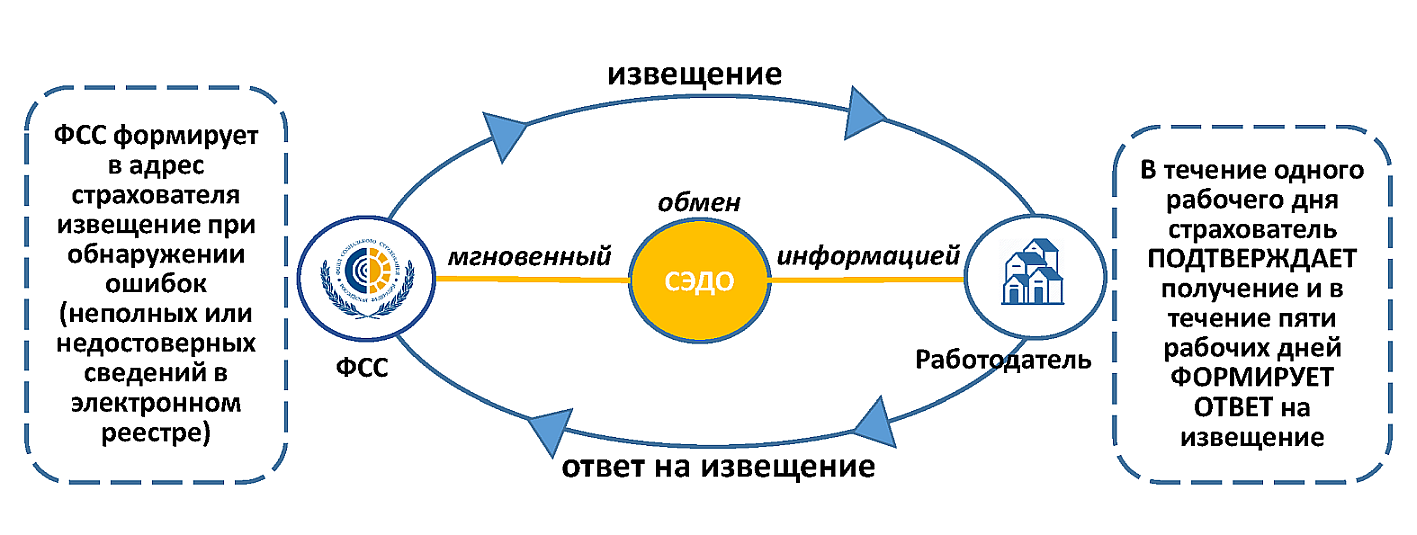 извещение
ФСС формирует
в адрес
страхователя
извещение при
обнаружении
ошибок
(неполных или
недостоверных
сведений в
электронном
реестре)
обмен
мгновенный
СЭДО
информацией
ФСС
Работодатель
В течение одного
рабочего дня
страхователь
ПОДТВЕРЖДАЕТ
получение и в
течение пяти
рабочих дней
ФОРМИРУЕТ
ОТВЕТ на
извещение
ответ на извещение